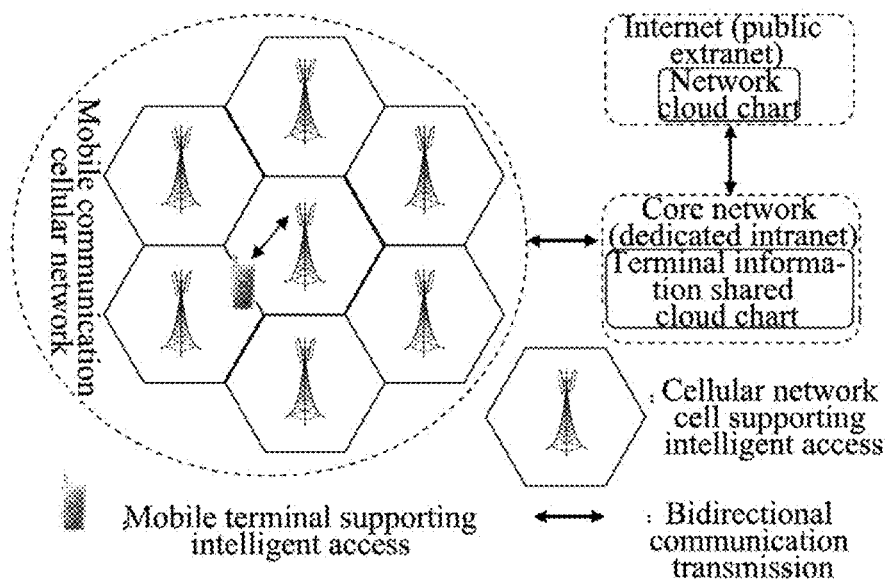 Mobile communication
cellular network
Internet (public
extranet)
Network
cloud chart
Core network
(dedicated intranet)
Terminal informa-
tion shared
cloud chart
: Cellular network
cell supporting
intelligent access
: Mobile terminal supporting
intelligent access
: Bidirectional
communication
transmission